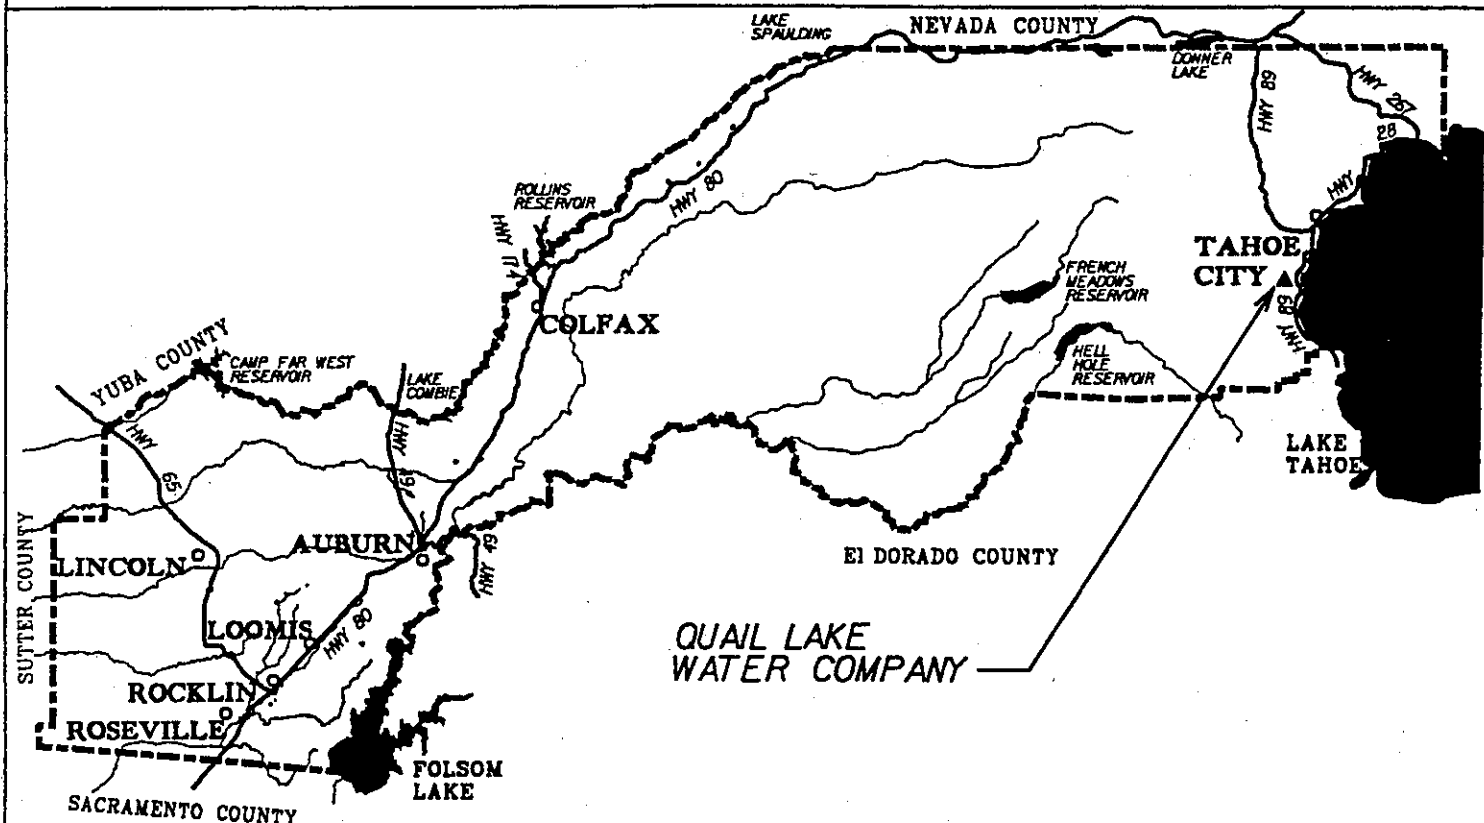 LAKE
SPAULDING
NEVADA COUNTY
DONNER
LAKE
HWY 89
HWY 267
28
HWY
ROLLINS
RESERVOIR
HWY 174
HWY 80
TAHOE
CITY
HWY 89
FRENCH
MEADOWS
RESERVOIR
COLFAX
YUBA COUNTY
CAMP FAR WEST
RESERVOIR
LAKE
COMBIE
HELL
HOLE
RESERVOIR
HWY 65
HWY 49
LAKE
TAHOE
SUTTER COUNTY
AUBURN
LINCOLN
HWY 49
El DORADO COUNTY
LOOMIS
HWY 80
QUAIL LAKE
WATER COMPANY
ROCKLIN
ROSEVILLE
FOLSOM
LAKE
SACRAMENTO COUNTY